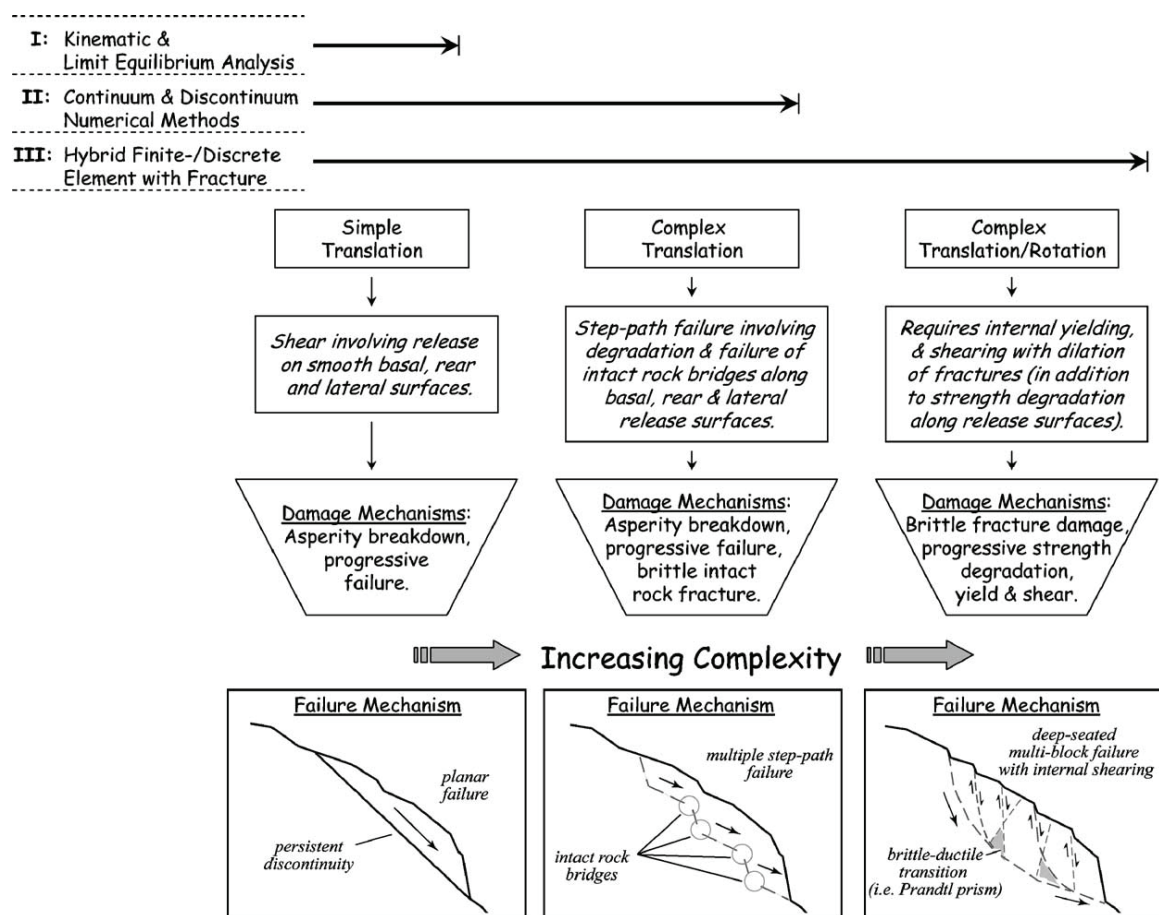 I: Kinematic &
Limit Equilibrium Analysis
II: Continuum & Discontinuum
Numerical Methods
III: Hybrid Finite-/Discrete
Element with Fracture
Simple
Translation
Shear involving release
on smooth basal, rear
and lateral surfaces.
Damage Mechanisms:
Asperity breakdown,
progressive
failure.
Complex
Translation
Step-path failure involving
degradation & failure of
intact rock bridges along
basal, rear & lateral
release surfaces.
Damage Mechanisms:
Asperity breakdown,
progressive failure,
brittle intact
rock fracture.
Complex
Translation/Rotation
Requires internal yielding,
& shearing with dilation
of fractures (in addition
to strength degradation
along release surfaces).
Damage Mechanisms:
Brittle fracture damage,
progressive strength
degradation,
yield & shear.
Increasing Complexity
Failure Mechanism
planar
failure
persistent
discontinuity
Failure Mechanism
multiple step-path
failure
intact rock
bridges
Failure Mechanism
deep-seated
multi-block failure
with internal shearing
brittle-ductile
transition
(i.e. Prandtl prism)